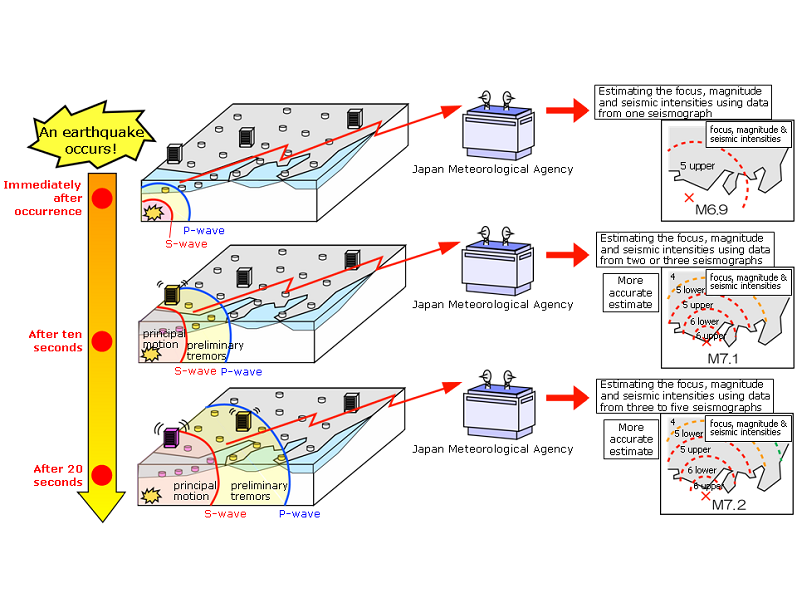 An earthquake
occurs!
Immediately
after
occurrence
P-wave
S-wave
Japan Meteorological Agency
Estimating the focus, magnitude
and seismic intensities using data
from one seismograph
focus, magnitude &
seismic intensities
5 upper
M6.9
After ten
seconds
principal
motion
preliminary
tremors
S-wave
P-wave
Japan Meteorological Agency
Estimating the focus, magnitude
and seismic intensities using data
from two or three seismographs
More
accurate
estimate
focus, magnitude &
seismic intensities
4
5 lower
5 upper
6 lower
6 upper
M7.1
After 20
seconds
principal
motion
preliminary
tremors
S-wave
P-wave
Japan Meteorological Agency
Estimating the focus, magnitude
and seismic intensities using data
from three to five seismographs
More
accurate
estimate
focus, magnitude &
seismic intensities
4
5 lower
5 upper
6 lower
6 upper
M7.2